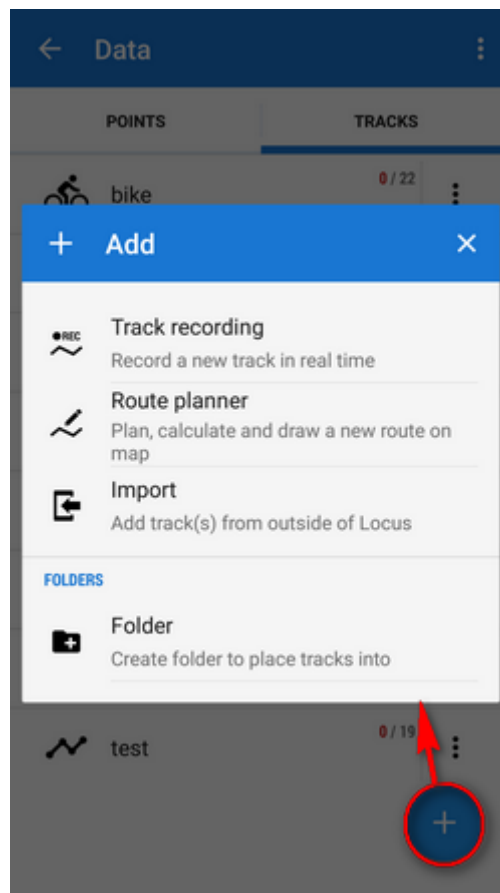 Data
POINTS TRACKS
bike 0 / 22
Add
REC Track recording
Record a new track in real time
Route planner
Plan, calculate and draw a new route on
map
Import
Add track(s) from outside of Locus
FOLDERS
Folder
Create folder to place tracks into
test 0 / 19